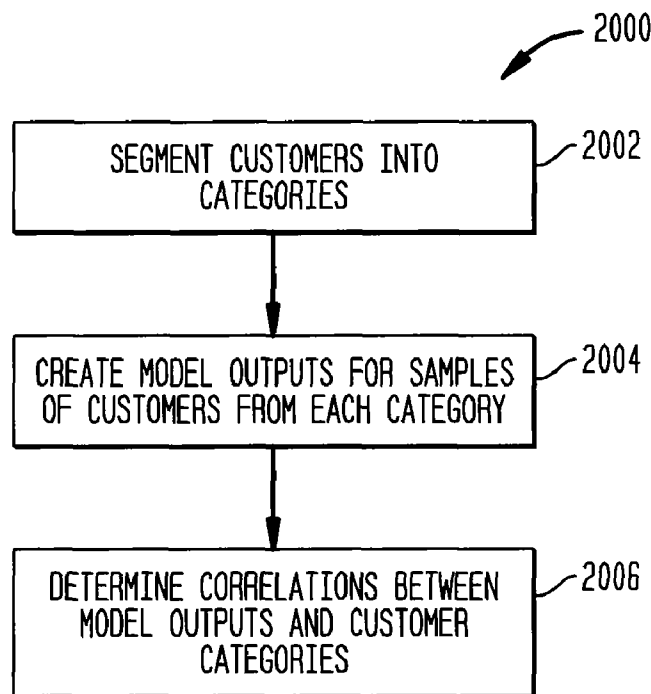 2000
SEGMENT CUSTOMERS INTO
CATEGORIES
2002
CREATE MODEL OUTPUTS FOR SAMPLES
OF CUSTOMERS FROM EACH CATEGORY
2004
DETERMINE CORRELATIONS BETWEEN
MODEL OUTPUTS AND CUSTOMER
CATEGORIES
2006